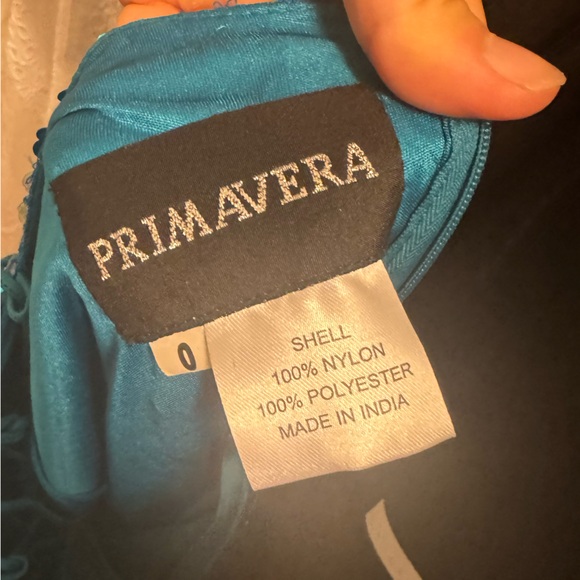 PRIMAVERA
0
SHELL
100% NYLON
100% POLYESTER
MADE IN INDIA